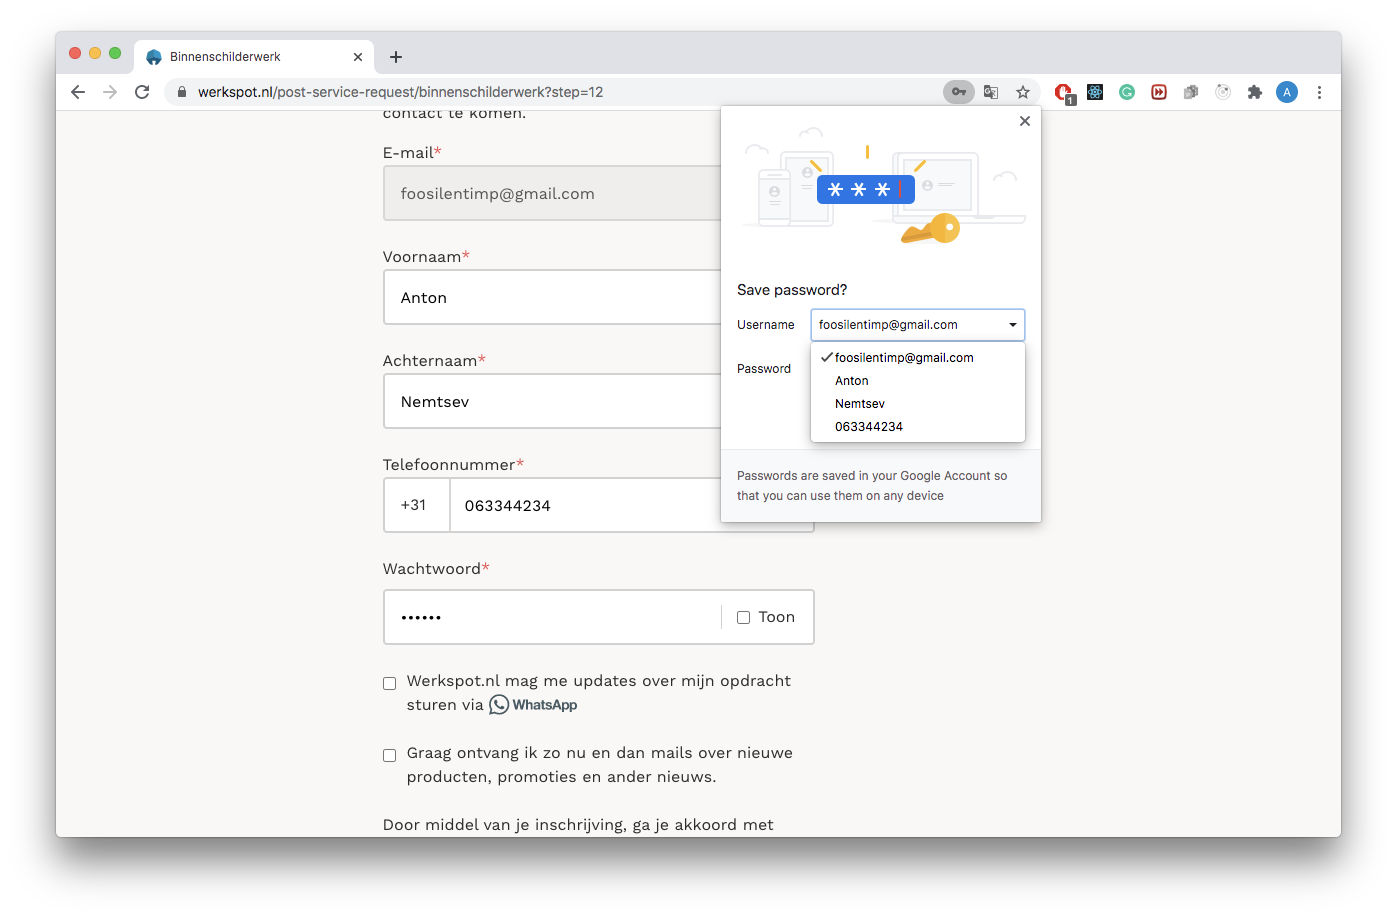 Binnenschilderwerk
werkspot.nl/post-service-request/binnenschilderwerk?step=12
1
A
contact te komen.
E-mail*
foosilentimp@gmail.com
Voornaam*
Anton
Achternaam*
Nemtsev
Telefoonnummer*
+31
063344234
Wachtwoord*
••••••
Toon
Werkspot.nl mag me updates over mijn opdracht
sturen via WhatsApp
Graag ontvang ik zo nu en dan mails over nieuwe
producten, promoties en ander nieuws.
Door middel van je inschrijving, ga je akkoord met
***
Save password?
Username
foosilentimp@gmail.com
Password
foosilentimp@gmail.com
Anton
Nemtsev
063344234
Passwords are saved in your Google Account so
that you can use them on any device